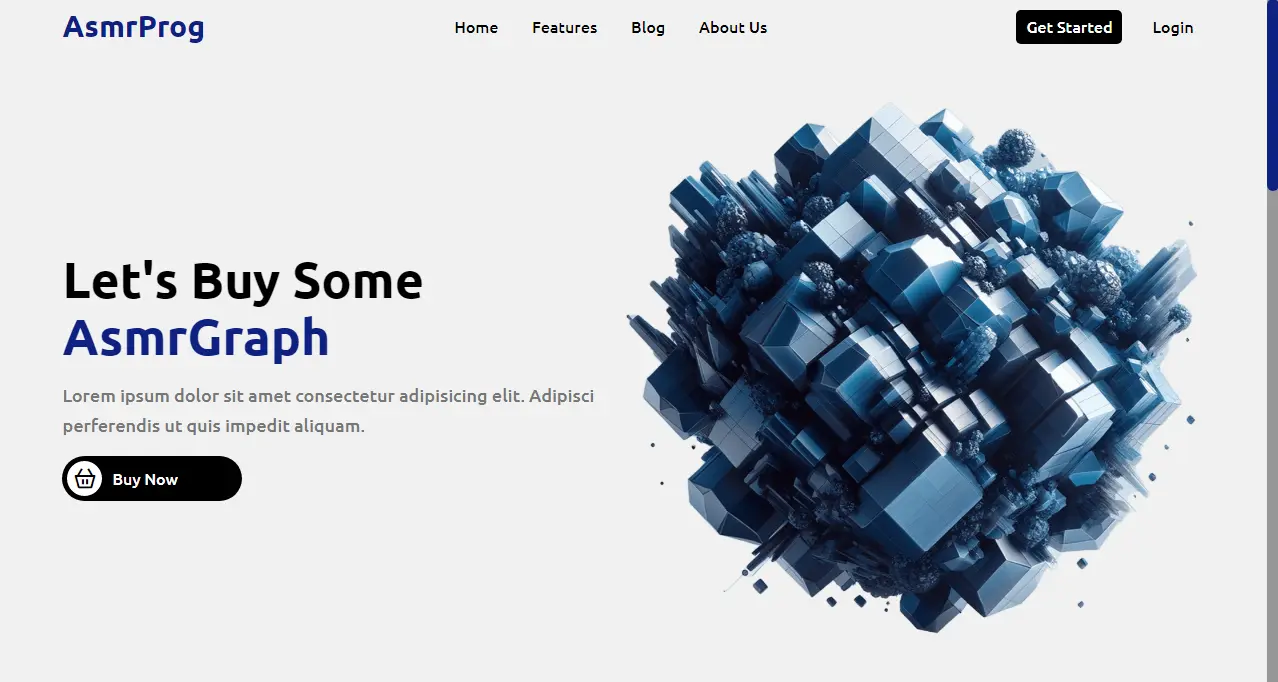 AsmrProg
Home
Features
Blog
About Us
Get Started
Login
Let's Buy Some
AsmrGraph
Lorem ipsum dolor sit amet consectetur adipisicing elit. Adipisci
perferendis ut quis impedit aliquam.
Buy Now